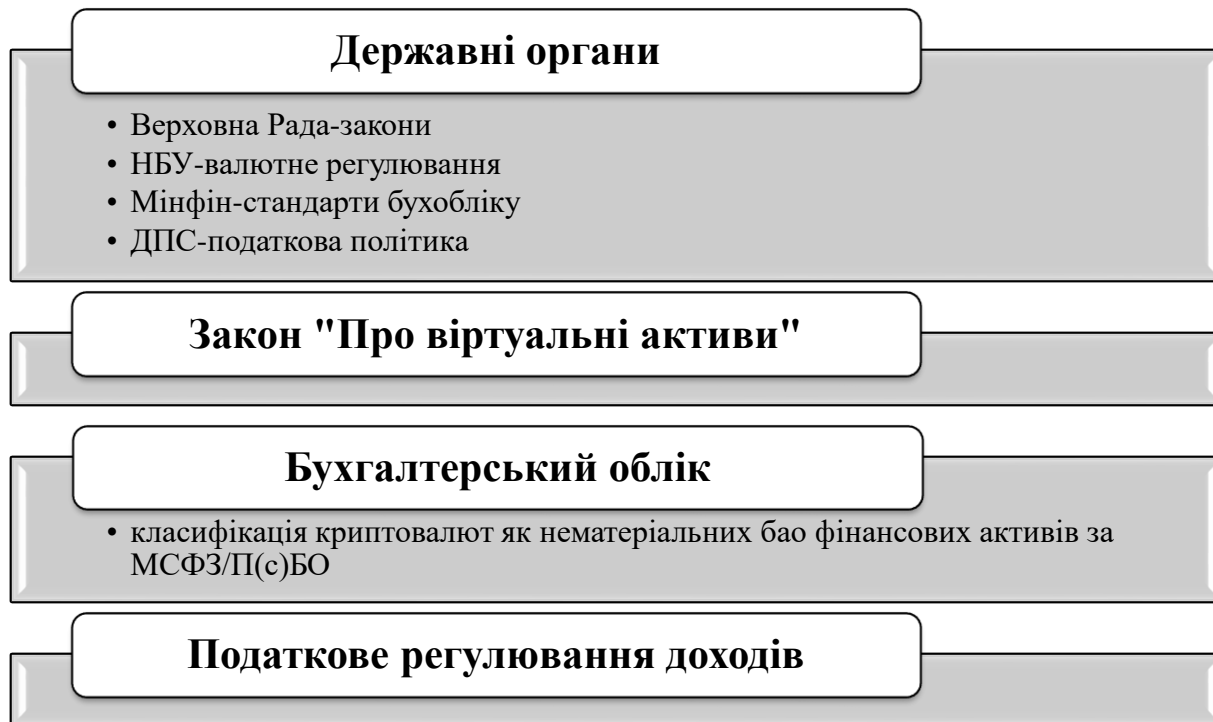 Державні органи
• Верховна Рада-закони
• НБУ-валютне регулювання
• Мінфін-стандарти бухобліку
• ДПС-податкова політика
Закон "Про віртуальні активи"
Бухгалтерський облік
• класифікація криптовалют як нематеріальних бао фінансових активів за
МСФЗ/П(с)БО
Податкове регулювання доходів